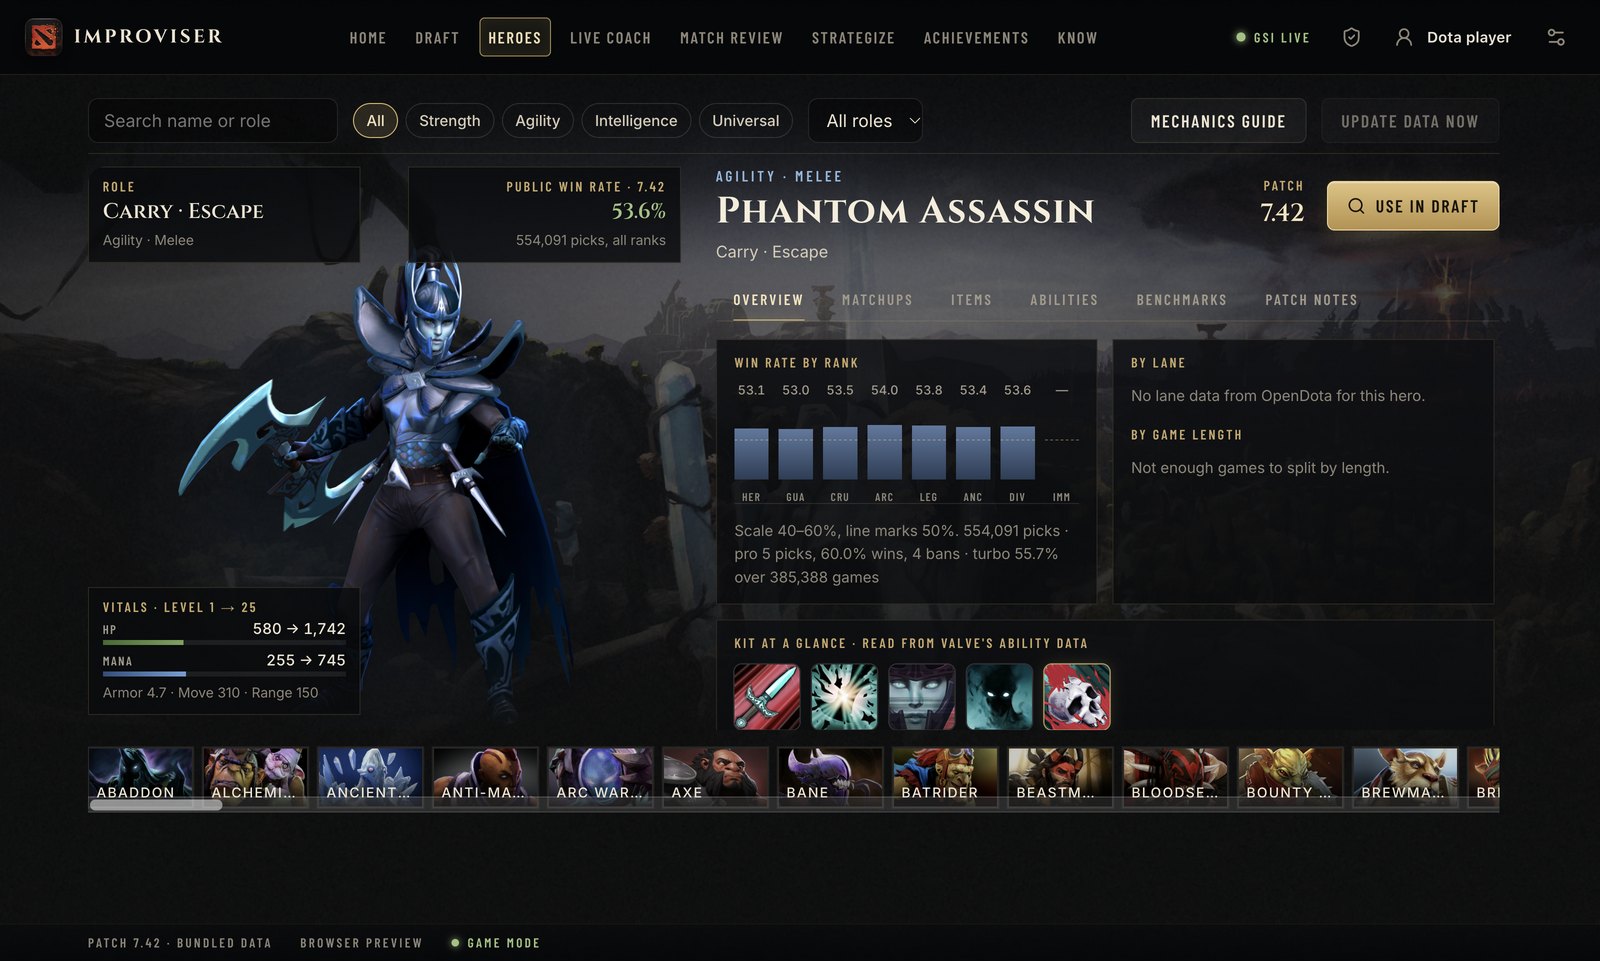 IMPROVISER
HOME
DRAFT
HEROES
LIVE COACH
MATCH REVIEW
STRATEGIZE
ACHIEVEMENTS
KNOW
GSI LIVE
Dota player
Search name or role
All
Strength
Agility
Intelligence
Universal
All roles
MECHANICS GUIDE
UPDATE DATA NOW
ROLE
CARRY · ESCAPE
Agility · Melee
PUBLIC WIN RATE · 7.42
53.6%
554,091 picks, all ranks
AGILITY · MELEE
PHANTOM ASSASSIN
Carry · Escape
PATCH
7.42
USE IN DRAFT
OVERVIEW
MATCHUPS
ITEMS
ABILITIES
BENCHMARKS
PATCH NOTES
WIN RATE BY RANK
53.1 53.0 53.5 54.0 53.8 53.4 53.6 —
HER GUA CRU ARC LEG ANC DIV IMM
Scale 40–60%, line marks 50%. 554,091 picks ·
pro 5 picks, 60.0% wins, 4 bans · turbo 55.7%
over 385,388 games
BY LANE
No lane data from OpenDota for this hero.
BY GAME LENGTH
Not enough games to split by length.
VITALS · LEVEL 1 → 25
HP 580 → 1,742
MANA 255 → 745
Armor 4.7 · Move 310 · Range 150
KIT AT A GLANCE · READ FROM VALVE'S ABILITY DATA
ABADDON
ALCHEMI...
ANCIENT...
ANTI-MA...
ARC WAR...
AXE
BANE
BATRIDER
BEASTM...
BLOODSE...
BOUNTY ...
BREWMA...
BRI
PATCH 7.42 · BUNDLED DATA
BROWSER PREVIEW
GAME MODE